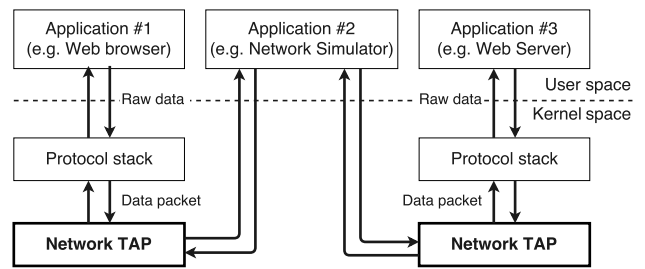 Application #1
(e.g. Web browser)
Application #2
(e.g. Network Simulator)
Application #3
(e.g. Web Server)
User space
Raw data
Raw data
Kernel space
Protocol stack
Protocol stack
Data packet
Data packet
Network TAP
Network TAP